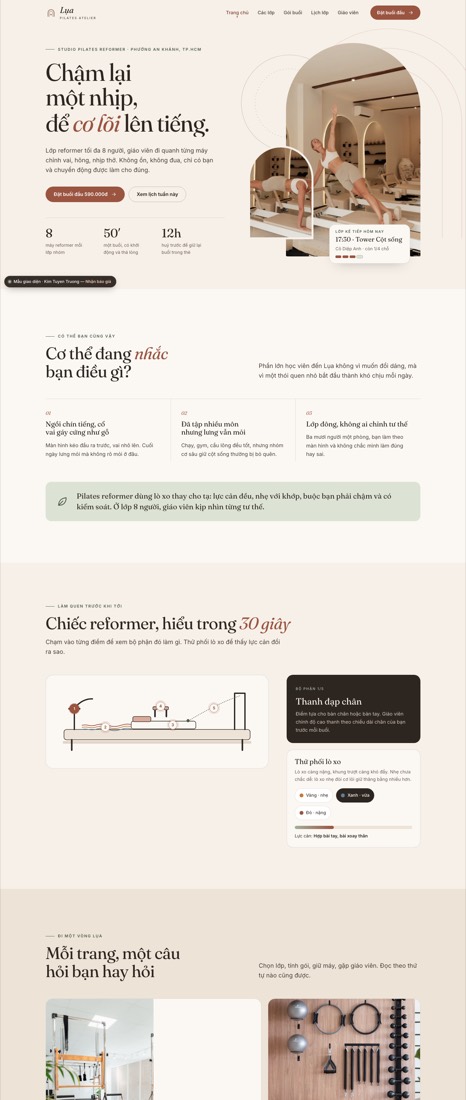 Lụa
PILATES ATELIER
Trang chủ
Các lớp
Gói buổi
Lịch lớp
Giáo viên
Đặt buổi đầu →
STUDIO PILATES REFORMER · PHƯỜNG AN KHÁNH, TP.HCM
Chậm lại
một nhịp,
để cơ lõi lên tiếng.
Lớp reformer tối đa 8 người, giáo viên đi quanh từng máy
chỉnh vai, hông, nhịp thở. Không ồn, không đua, chỉ có bạn
và chuyển động được làm cho đúng.
Đặt buổi đầu 590.000đ →
Xem lịch tuần này
8
máy reformer mỗi
lớp nhóm
50′
một buổi, có khởi
động và thả lỏng
12h
huỷ trước để giữ lại
buổi trong thẻ
LỚP KẾ TIẾP HÔM NAY
17:30 · Tower Cột sống
Cô Diệp Anh · còn 1/4 chỗ
Mẫu giao diện · Kim Tuyen Truong — Nhận báo giá
CÓ THỂ BẠN CŨNG VẬY
Cơ thể đang nhắc
bạn điều gì?
Phần lớn học viên đến Lụa không vì muốn đổi dáng, mà
vì một thói quen nhỏ bắt đầu thành khó chịu mỗi ngày.
01
Ngồi chín tiếng, cổ
vai gáy cứng như gỗ
Màn hình kéo đầu ra trước, vai nhô lên. Cuối
ngày lưng mỏi mà không rõ mỏi ở đâu.
02
Đã tập nhiều môn
nhưng lưng vẫn mỏi
Chạy, gym, cầu lông đều tốt, nhưng nhóm
cơ sâu giữ cột sống thường bị bỏ quên.
03
Lớp đông, không ai chỉnh tư thế
Ba mươi người một phòng, bạn làm theo
màn hình và không chắc mình làm đúng
hay sai.
Pilates reformer dùng lò xo thay cho tạ: lực cản đều, nhẹ với khớp, buộc bạn phải chậm và có
kiểm soát. Ở lớp 8 người, giáo viên kịp nhìn từng tư thế.
LÀM QUEN TRƯỚC KHI TỚI
Chiếc reformer, hiểu trong 30 giây
Chạm vào từng điểm để xem bộ phận đó làm gì. Thử phối lò xo để thấy lực cản đổi
ra sao.
1
2
3
4
5
BỘ PHẬN 1/5
Thanh đạp chân
Điểm tựa cho bàn chân hoặc bàn tay. Giáo viên
chỉnh độ cao thanh theo chiều dài chân của bạn
trước mỗi buổi.
Thử phối lò xo
Lò xo càng nặng, khung trượt càng khó đẩy. Nhẹ chưa
chắc dễ: lò xo nhẹ đòi cơ lõi giữ thăng bằng nhiều hơn.
Vàng · nhẹ
Xanh · vừa
Đỏ · nặng
Lực cản: Hợp bài tay, bài xoay thân
ĐI MỘT VÒNG LỤA
Mỗi trang, một câu
hỏi bạn hay hỏi
Chọn lớp, tính gói, giữ máy, gặp giáo viên. Đọc theo thứ
tự nào cũng được.